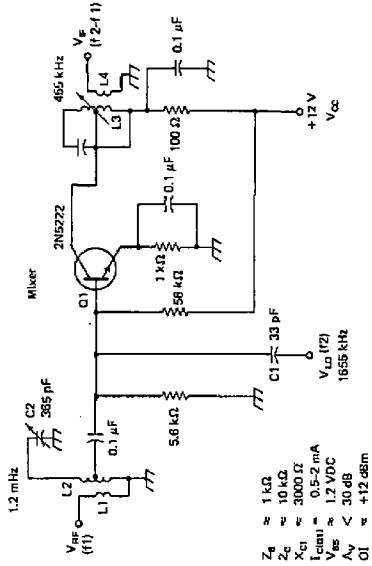 1.2 mHz
C2
365 pF
L2
L1
V_RF
(f1)
0.1 μF
5.6 kΩ
C1
33 pF
V_LO (f2)
1655 kHz
Mixer
Q1
2N5222
1 kΩ
0.1 μF
56 kΩ
455 kHz
L3
L4
V_IF
(f2-f1)
0.1 μF
100 Ω
+12 V
V_CC
Z_B ≈ 1 kΩ
Z_C ≈ 10 kΩ
X_C1 ≈ 3000 Ω
I_C = 0.5-2 mA
≈ 1.2 VDC
A_V < 30 dB
OI ≈ +12 dBm